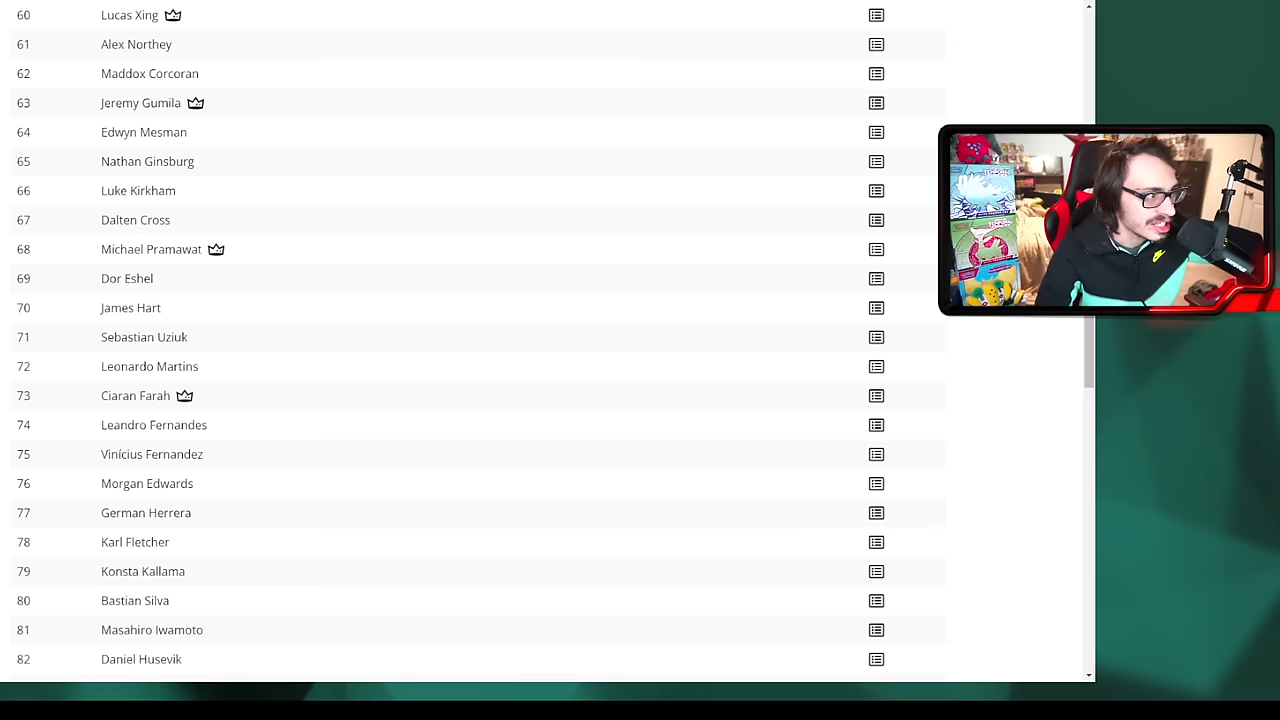 60 Lucas Xing
61 Alex Northey
62 Maddox Corcoran
63 Jeremy Gumila
64 Edwyn Mesman
65 Nathan Ginsburg
66 Luke Kirkham
67 Dalten Cross
68 Michael Pramawat
69 Dor Eshel
70 James Hart
71 Sebastian Uziuk
72 Leonardo Martins
73 Ciaran Farah
74 Leandro Fernandes
75 Vinícius Fernandez
76 Morgan Edwards
77 German Herrera
78 Karl Fletcher
79 Konsta Kallama
80 Bastian Silva
81 Masahiro Iwamoto
82 Daniel Husevik
SHURE